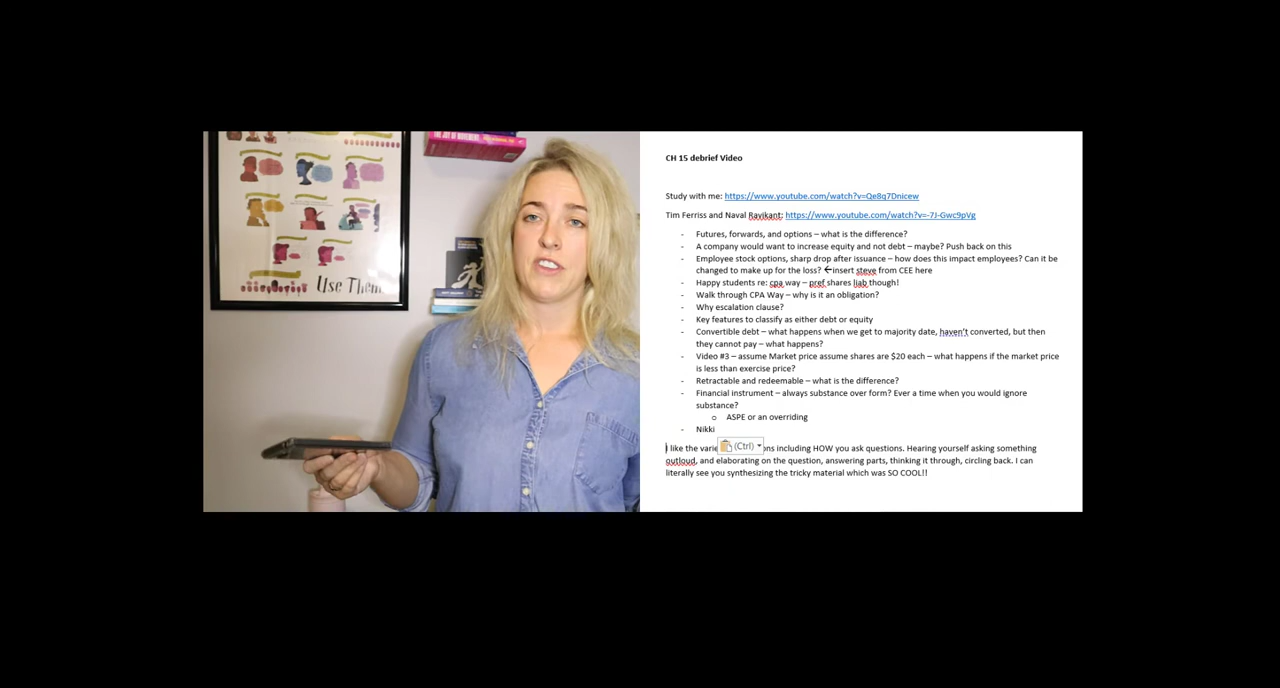 Use Them
CH 15 debrief Video
Study with me: https://www.youtube.com/watch?v=Qe8q7Dnicew
Tim Ferriss and Naval Ravikant: https://www.youtube.com/watch?v=-7J-Gwc9pVg
- Futures, forwards, and options – what is the difference?
- A company would want to increase equity and not debt – maybe? Push back on this
- Employee stock options, sharp drop after issuance – how does this impact employees? Can it be
changed to make up for the loss? ←insert steve from CEE here
- Happy students re: cpa way – pref shares liab though!
- Walk through CPA Way – why is it an obligation?
- Why escalation clause?
- Key features to classify as either debt or equity
- Convertible debt – what happens when we get to majority date, haven't converted, but then
they cannot pay – what happens?
- Video #3 – assume Market price assume shares are $20 each – what happens if the market price
is less than exercise price?
- Retractable and redeemable – what is the difference?
- Financial instrument – always substance over form? Ever a time when you would ignore
substance?
o ASPE or an overriding
- Nikki
I like the varie (Ctrl) ns including HOW you ask questions. Hearing yourself asking something
outloud, and elaborating on the question, answering parts, thinking it through, circling back. I can
literally see you synthesizing the tricky material which was SO COOL!!